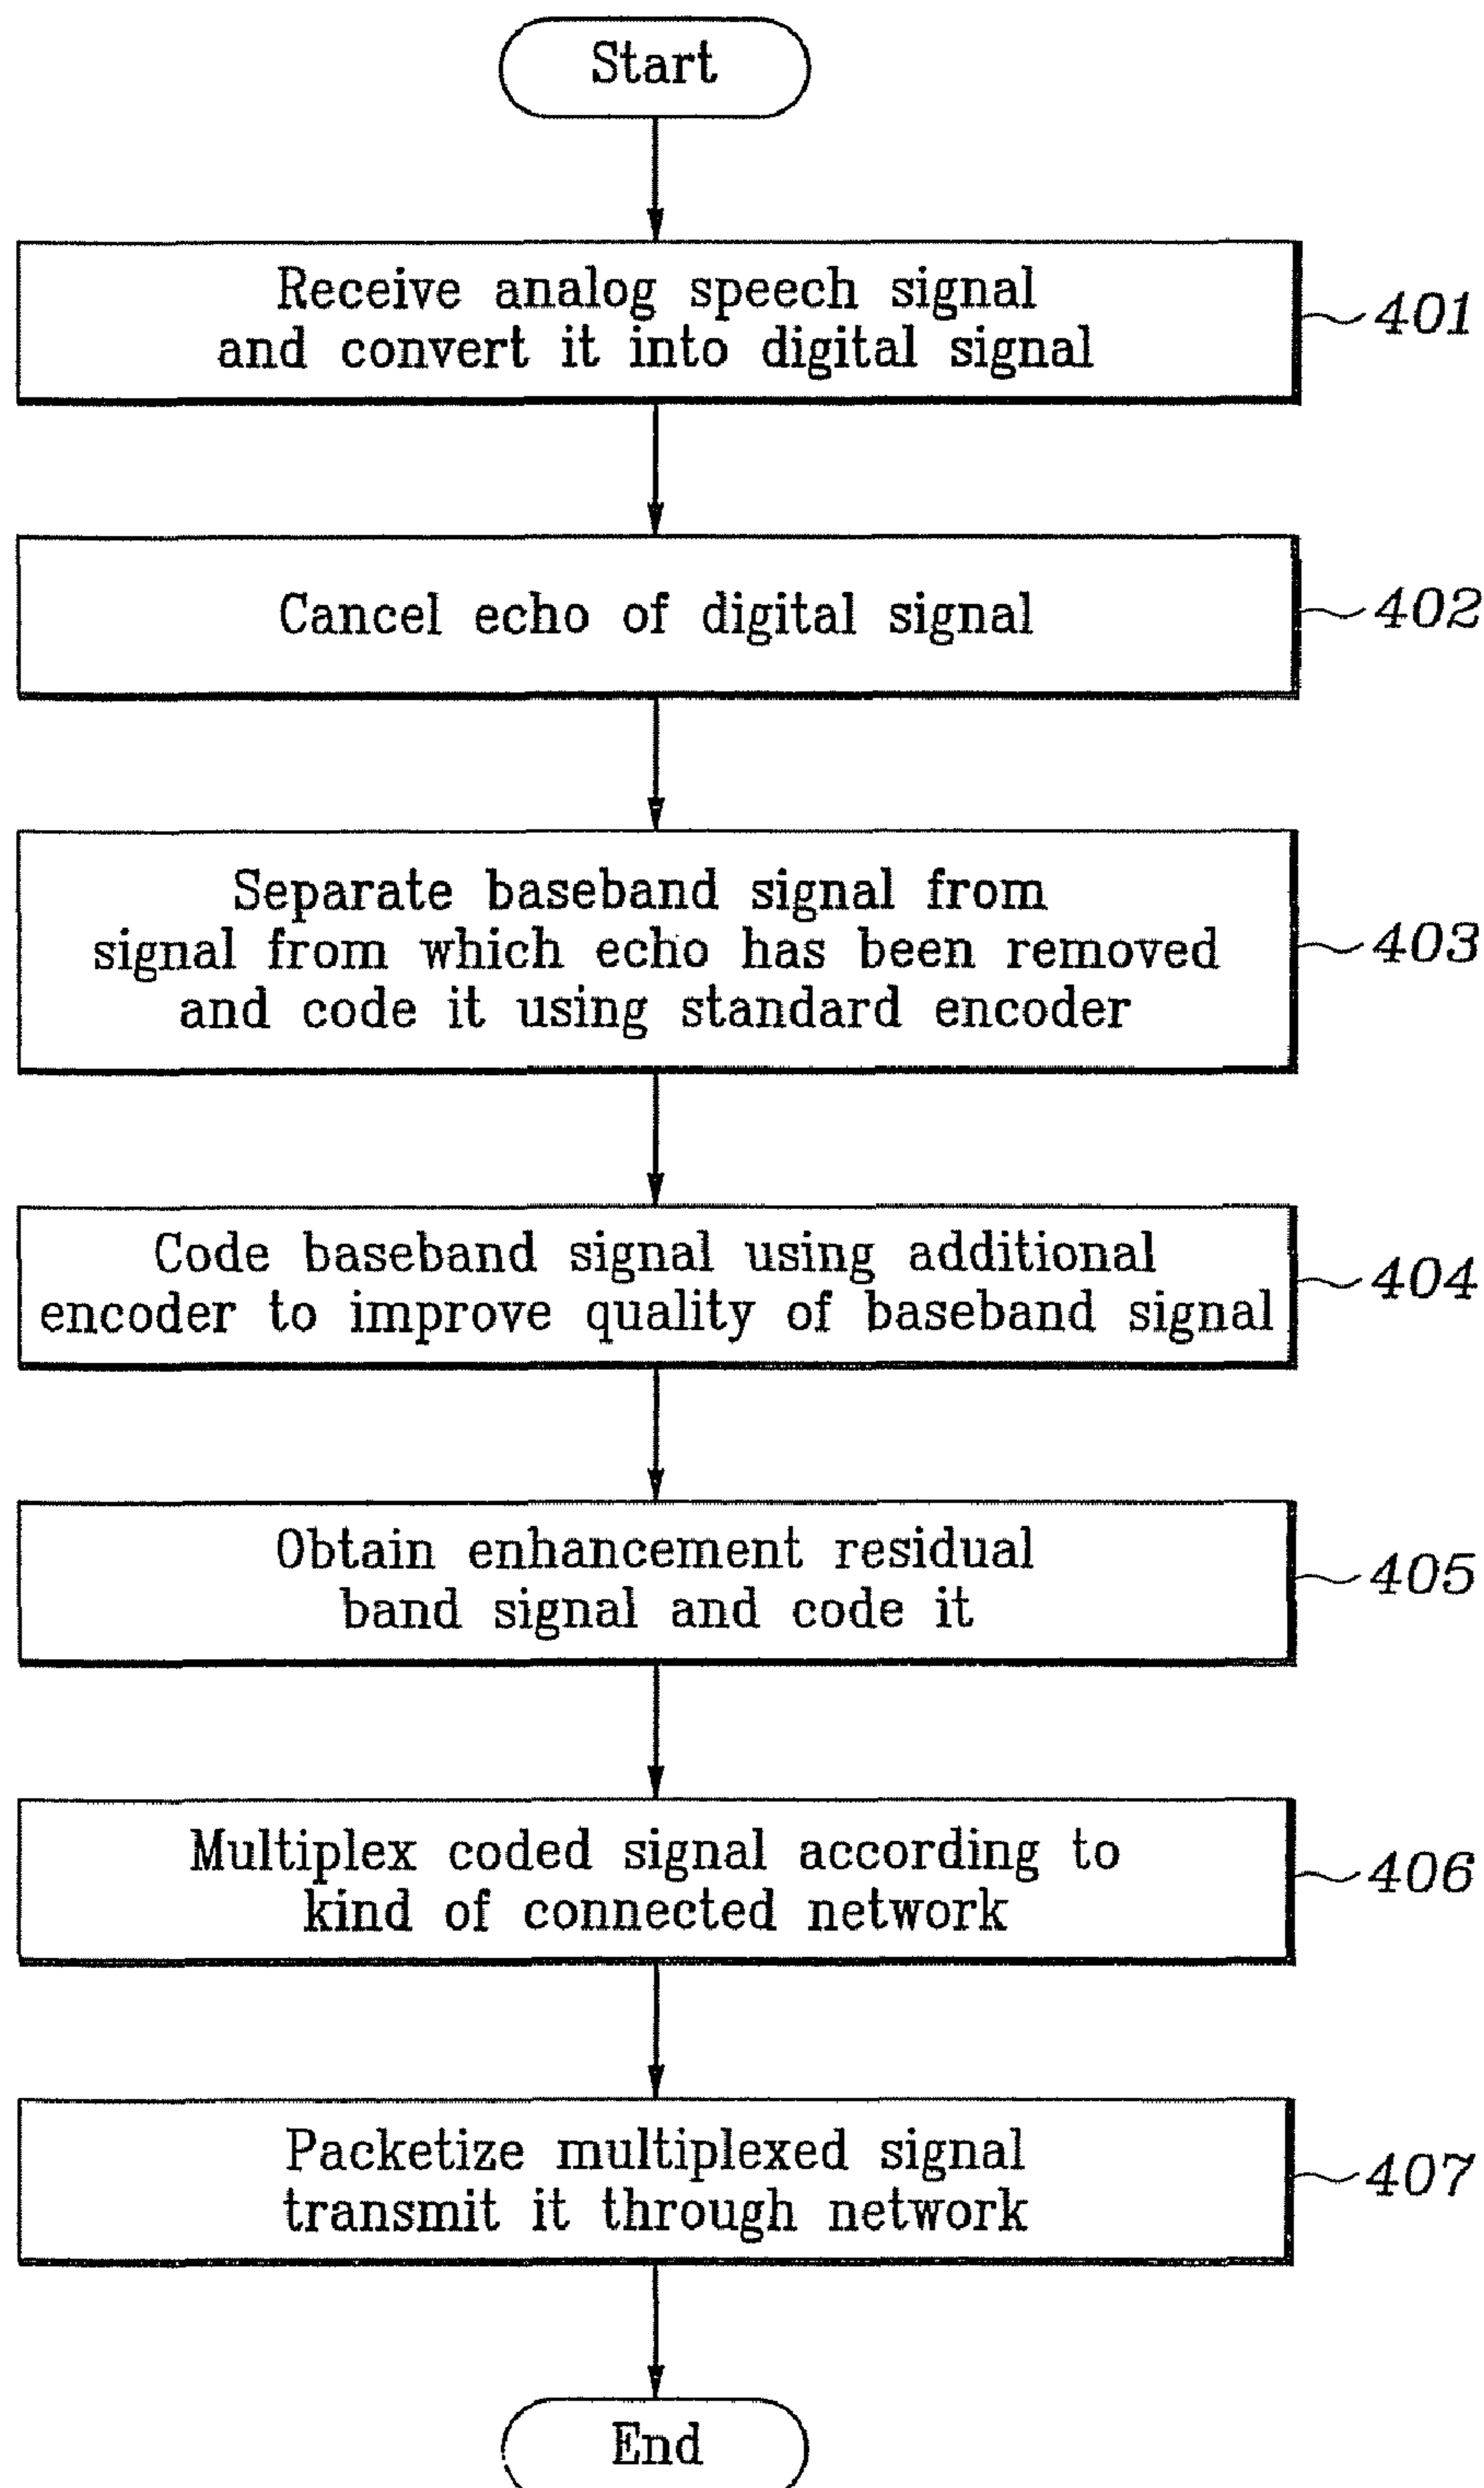 Start
Receive analog speech signal
and convert it into digital signal
401
Cancel echo of digital signal
402
Separate baseband signal from
signal from which echo has been removed
and code it using standard encoder
403
Code baseband signal using additional
encoder to improve quality of baseband signal
404
Obtain enhancement residual
band signal and code it
405
Multiplex coded signal according to
kind of connected network
406
Packetize multiplexed signal
transmit it through network
407
End